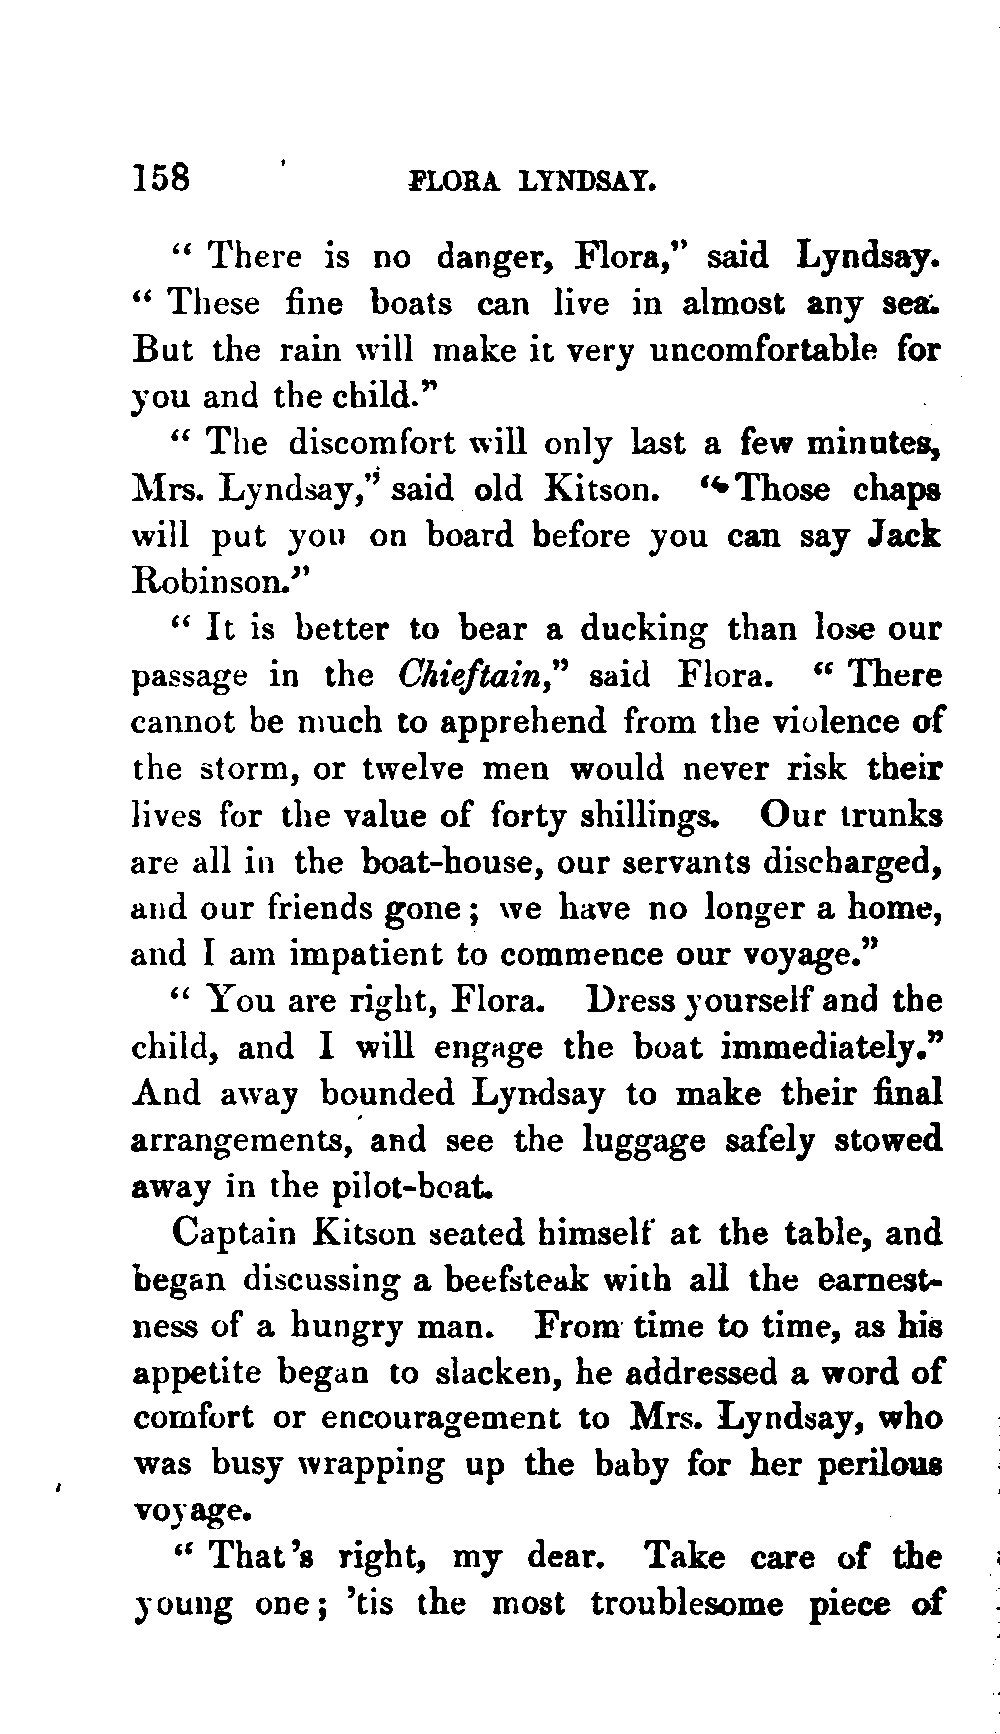 158 FLORA LYNDSAY.
“ There is no danger, Flora,” said Lyndsay.
“ These fine boats can live in almost any sea.
But the rain will make it very uncomfortable for
you and the child.”
“ The discomfort will only last a few minutes,
Mrs. Lyndsay,” said old Kitson. “ Those chaps
will put you on board before you can say Jack
Robinson.”
“ It is better to bear a ducking than lose our
passage in the Chieftain,” said Flora. “ There
cannot be much to apprehend from the violence of
the storm, or twelve men would never risk their
lives for the value of forty shillings. Our trunks
are all in the boat-house, our servants discharged,
and our friends gone; we have no longer a home,
and I am impatient to commence our voyage.”
“ You are right, Flora. Dress yourself and the
child, and I will engage the boat immediately.”
And away bounded Lyndsay to make their final
arrangements, and see the luggage safely stowed
away in the pilot-boat.
Captain Kitson seated himself at the table, and
began discussing a beefsteak with all the earnest-
ness of a hungry man. From time to time, as his
appetite began to slacken, he addressed a word of
comfort or encouragement to Mrs. Lyndsay, who
was busy wrapping up the baby for her perilous
voyage.
“ That’s right, my dear. Take care of the
young one; ’tis the most troublesome piece of